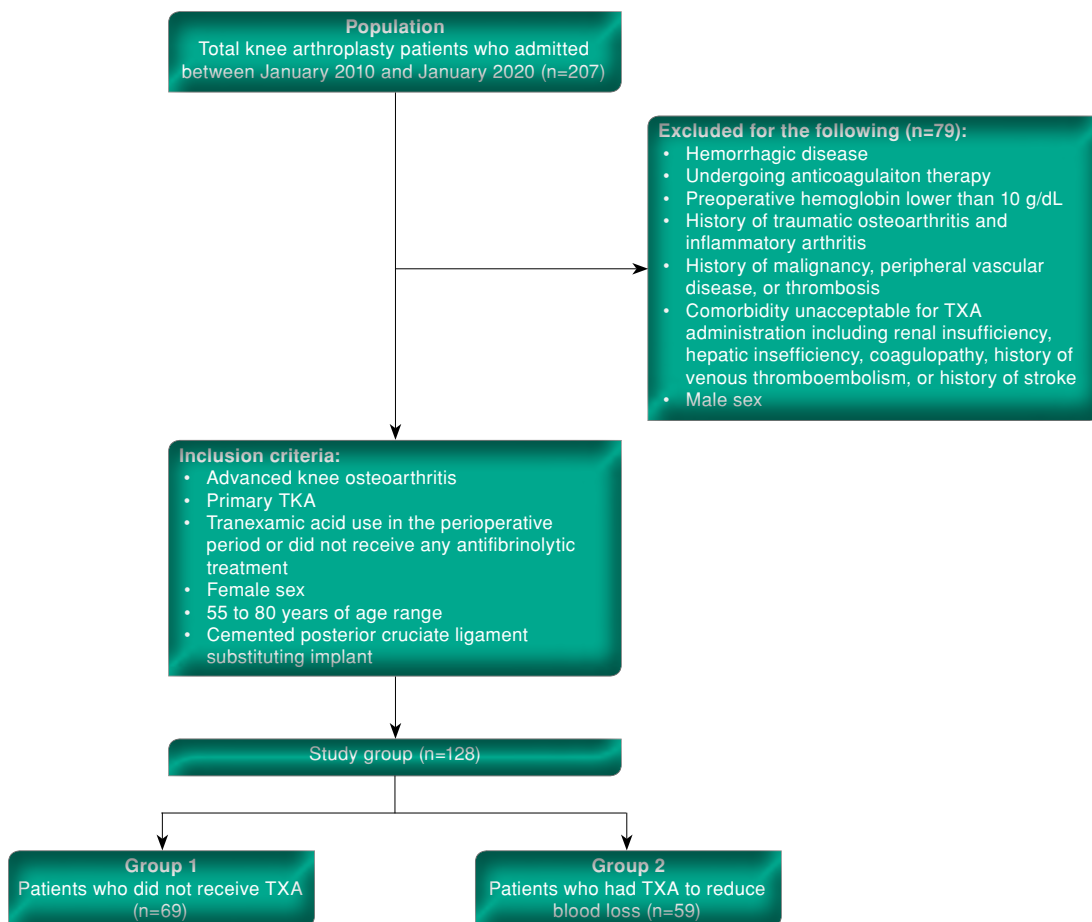 Population
Total knee arthroplasty patients who admitted
between January 2010 and January 2020 (n=207)
Excluded for the following (n=79):
• Hemorrhagic disease
• Undergoing anticoagulaiton therapy
• Preoperative hemoglobin lower than 10 g/dL
• History of traumatic osteoarthritis and
inflammatory arthritis
• History of malignancy, peripheral vascular
disease, or thrombosis
• Comorbidity unacceptable for TXA
administration including renal insufficiency,
hepatic insefficiency, coagulopathy, history of
venous thromboembolism, or history of stroke
• Male sex
Inclusion criteria:
• Advanced knee osteoarthritis
• Primary TKA
• Tranexamic acid use in the perioperative
period or did not receive any antifibrinolytic
treatment
• Female sex
• 55 to 80 years of age range
• Cemented posterior cruciate ligament
substituting implant
Study group (n=128)
Group 1
Patients who did not receive TXA
(n=69)
Group 2
Patients who had TXA to reduce
blood loss (n=59)